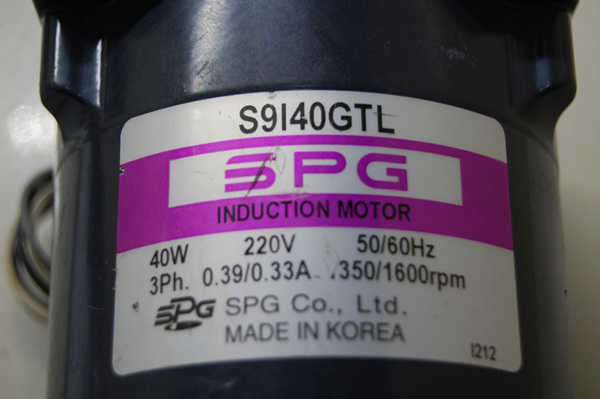 S9I40GTL
SPG
INDUCTION MOTOR
40W 220V 50/60Hz
3Ph. 0.39/0.33A 350/1600rpm
SPG SPG Co., Ltd.
MADE IN KOREA
I212